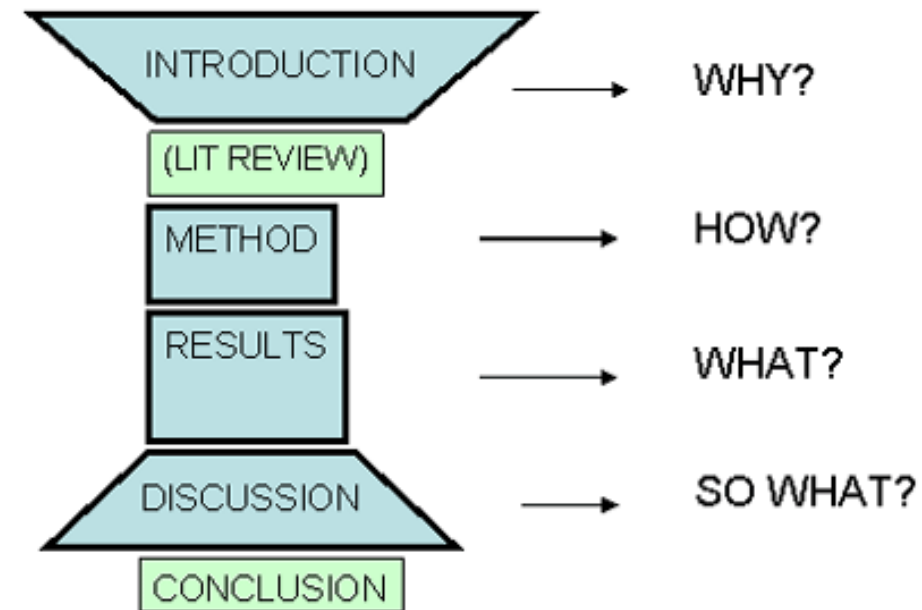 INTRODUCTION
WHY?
(LIT REVIEW)
METHOD
HOW?
RESULTS
WHAT?
DISCUSSION
SO WHAT?
CONCLUSION